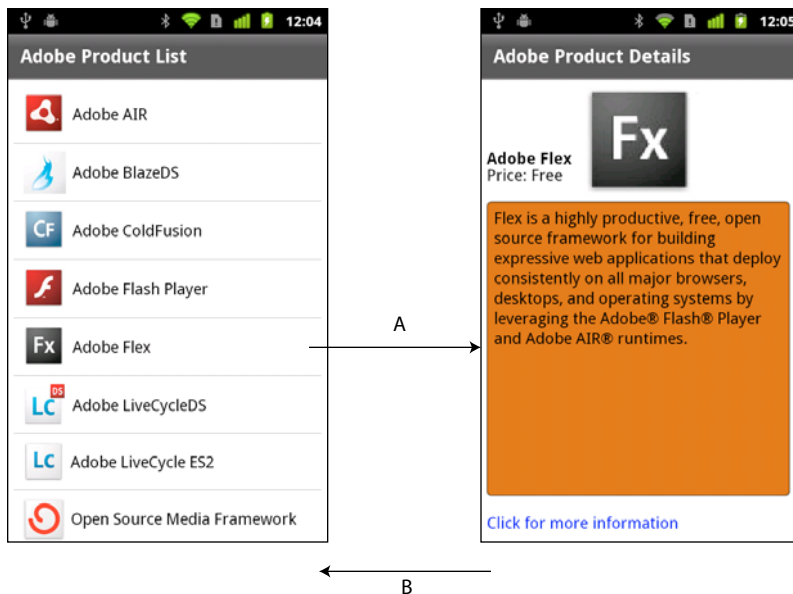 12:04
Adobe Product List
Adobe AIR
Adobe BlazeDS
CF
Adobe ColdFusion
Adobe Flash Player
Fx
Adobe Flex
DS
LC
Adobe LiveCycleDS
LC
Adobe LiveCycle ES2
Open Source Media Framework
A
B
12:05
Adobe Product Details
Fx
Adobe Flex
Price: Free
Flex is a highly productive, free, open
source framework for building
expressive web applications that deploy
consistently on all major browsers,
desktops, and operating systems by
leveraging the Adobe® Flash® Player
and Adobe AIR® runtimes.
Click for more information